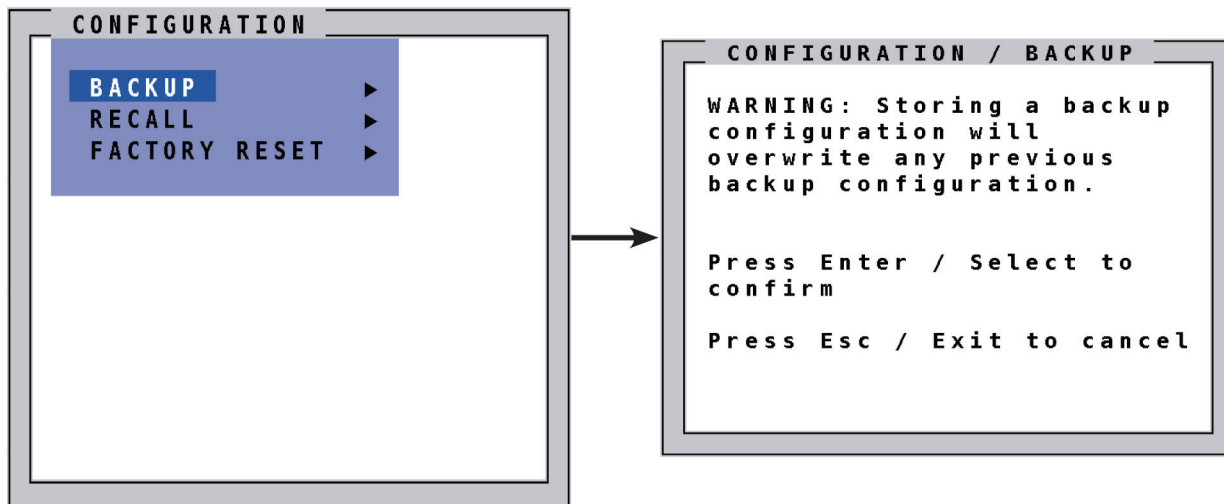 CONFIGURATION
BACKUP ▶
RECALL ▶
FACTORY RESET ▶
CONFIGURATION / BACKUP
WARNING: Storing a backup
configuration will
overwrite any previous
backup configuration.
Press Enter / Select to
confirm
Press Esc / Exit to cancel